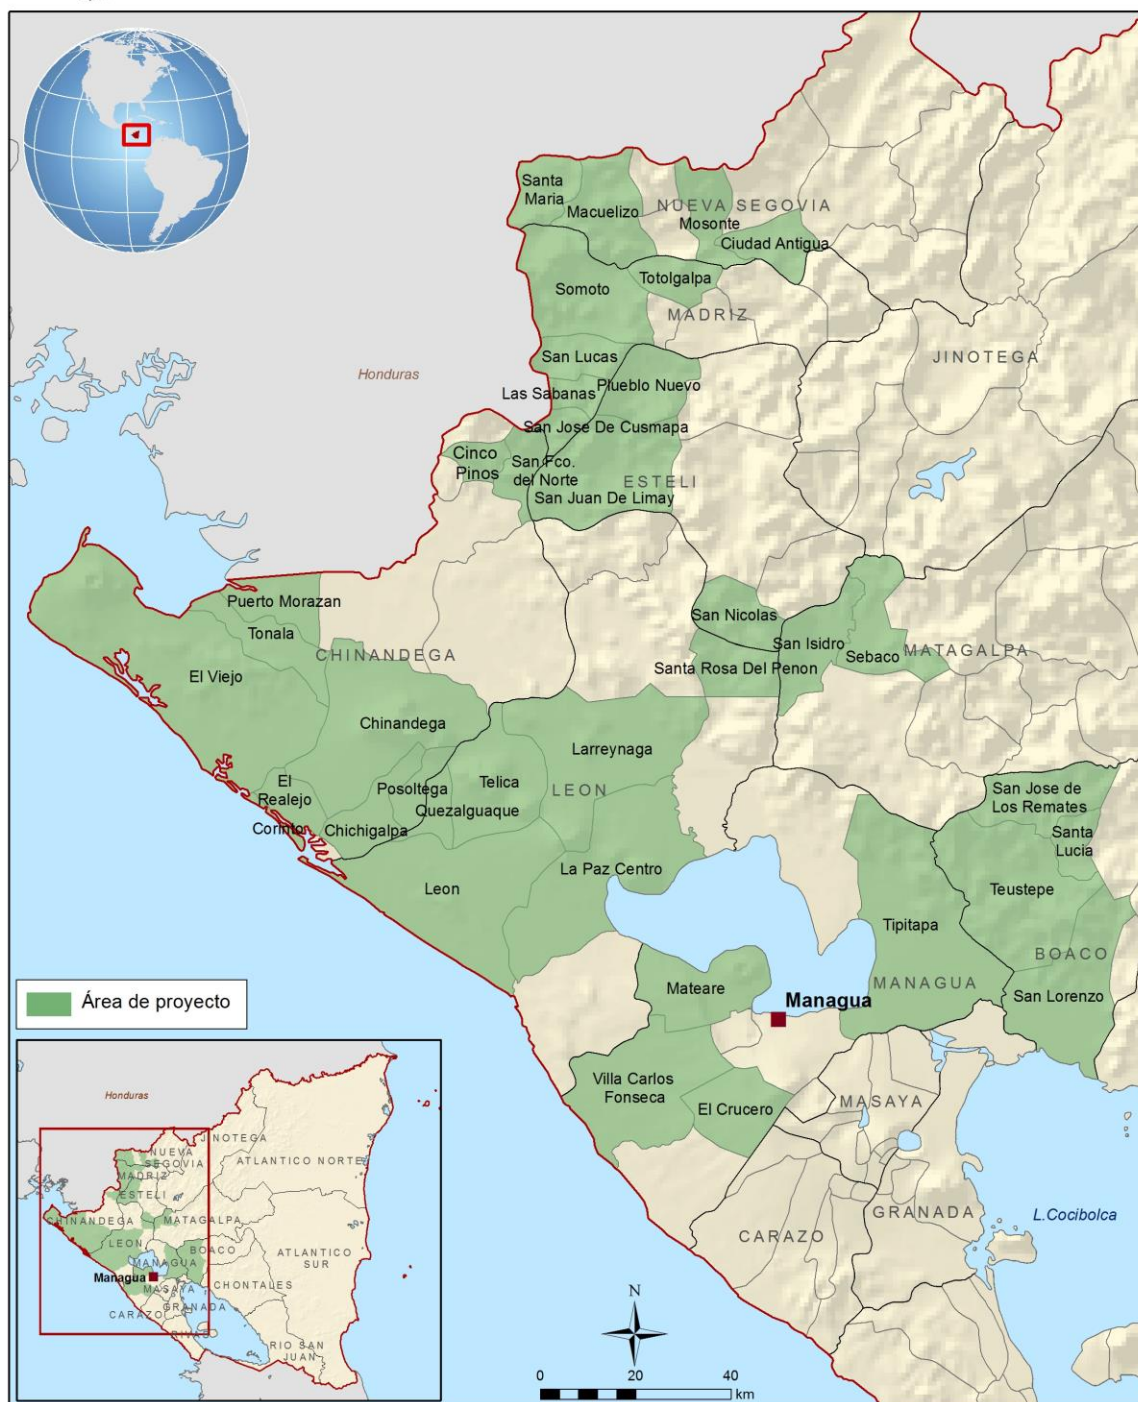 Santa
Maria
Macuelizo
NUEVA SEGOVIA
Mosonte
Ciudad Antigua
Totolgalpa
Somoto
MADRIZ
JINOTEGA
San Lucas
Honduras
Plueblo Nuevo
Las Sabanas
San Jose De Cusmapa
Cinco
Pinos
San Fco.
del Norte
ESTELI
San Juan De Limay
Puerto Morazan
San Nicolas
Tonala
San Isidro
CHINANDEGA
Sebaco
MATAGALPA
Santa Rosa Del Penon
El Viejo
Chinandega
Larreynaga
El
Realejo
Posoltega
Telica
LEON
San Jose de
Los Remates
Quezalguaque
Corinto
Chichigalpa
Santa
Lucia
La Paz Centro
Leon
Teustepe
Tipitapa
BOACO
Mateare
MANAGUA
San Lorenzo
Área de proyecto
Managua
Villa Carlos
Fonseca
El Crucero
MASAYA
GRANADA
L.Cocibolca
CARAZO
Honduras
JINOTEGA
NUEVA
SEGOVIA
ATLANTICO NORTE
MADRIZ
ESTELI
CHINANDEGA
MATAGALPA
LEON
BOACO
ATLANTICO
SUR
MANAGUA
Managua
CHONTALES
MASAYA
GRANADA
CARAZO
RIVAS
RIO SAN
JUAN
N
0 20 40
km